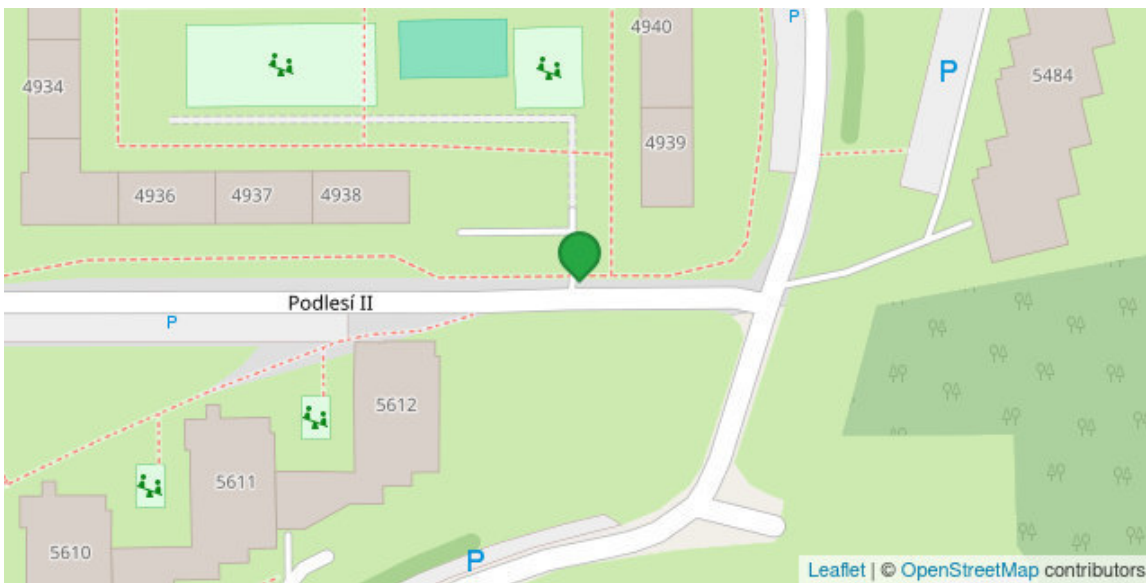 P
4940
4934
P
5484
4939
4936
4937
4938
Podlesí II
P
5612
5611
5610
P
Leaflet | © OpenStreetMap contributors